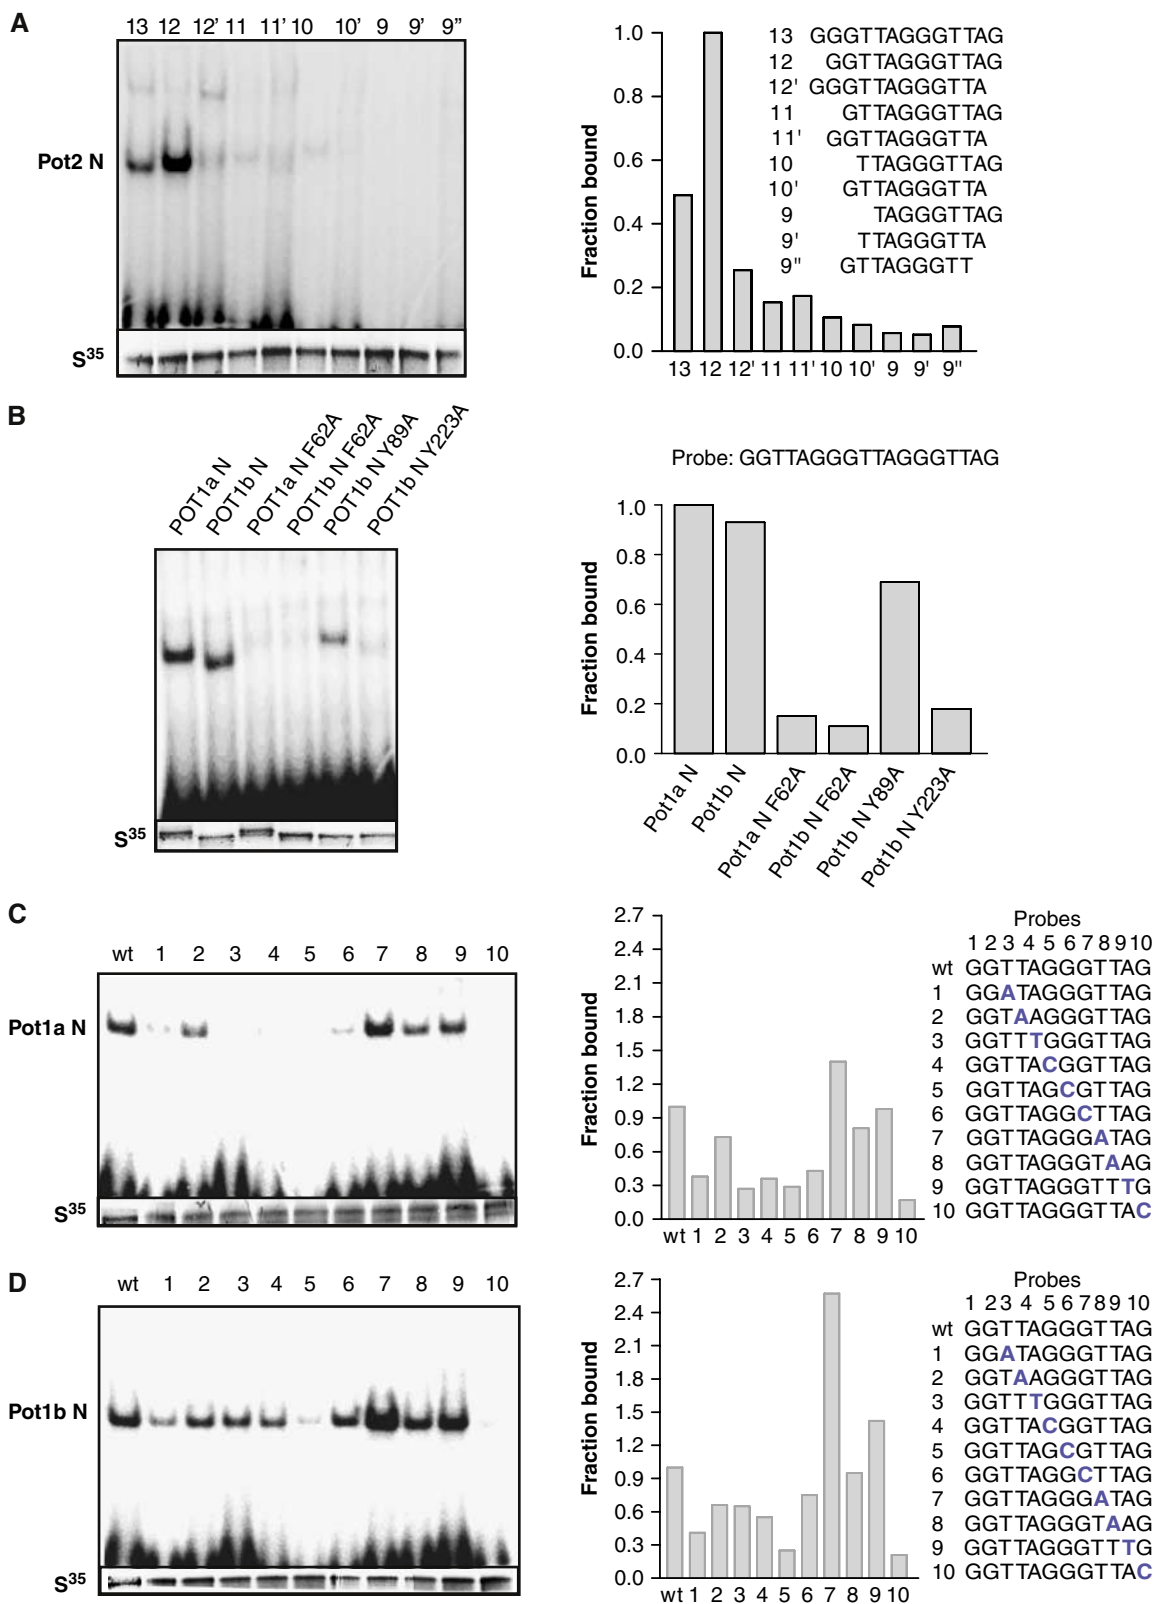 A
13 12 12′ 11 11′ 10 10′ 9 9′ 9″
Pot2 N
S35
Fraction bound
1.0
0.8
0.6
0.4
0.2
0.0
13 12 12' 11 11' 10 10' 9 9' 9"
13 GGGTTAGGGTTAG
12 GGTTAGGGTTAG
12' GGGTTAGGGTTA
11 GTTAGGGTTAG
11' GGTTAGGGTTA
10 TTAGGGTTAG
10' GTTAGGGTTA
9 TAGGGTTAG
9' TTAGGGTTA
9" GTTAGGGTT
B
POT1a N
POT1b N
POT1a N F62A
POT1b N F62A
POT1b N Y89A
POT1b N Y223A
S35
Probe: GGTTAGGGTTAGGGTTAG
Fraction bound
1.0
0.8
0.6
0.4
0.2
0.0
Pot1a N
Pot1b N
Pot1a N F62A
Pot1b N F62A
Pot1b N Y89A
Pot1b N Y223A
C
wt 1 2 3 4 5 6 7 8 9 10
Pot1a N
S35
Fraction bound
2.7
2.4
2.1
1.8
1.5
1.2
0.9
0.6
0.3
0.0
wt 1 2 3 4 5 6 7 8 9 10
Probes
1 2 3 4 5 6 7 8 9 10
wt GGTTAGGGTTAG
1 GGATAGGGTTAG
2 GGTAAGGGTTAG
3 GGTTTGGGTTAG
4 GGTTACGGTTAG
5 GGTTAGCGTTAG
6 GGTTAGGCTTAG
7 GGTTAGGGATAG
8 GGTTAGGGTAAG
9 GGTTAGGGTTTG
10 GGTTAGGGTTAC
D
wt 1 2 3 4 5 6 7 8 9 10
Pot1b N
S35
Fraction bound
2.7
2.4
2.1
1.8
1.5
1.2
0.9
0.6
0.3
0.0
wt 1 2 3 4 5 6 7 8 9 10
Probes
1 2 3 4 5 6 7 8 9 10
wt GGTTAGGGTTAG
1 GGATAGGGTTAG
2 GGTAAGGGTTAG
3 GGTTTGGGTTAG
4 GGTTACGGTTAG
5 GGTTAGCGTTAG
6 GGTTAGGCTTAG
7 GGTTAGGGATAG
8 GGTTAGGGTAAG
9 GGTTAGGGTTTG
10 GGTTAGGGTTAC